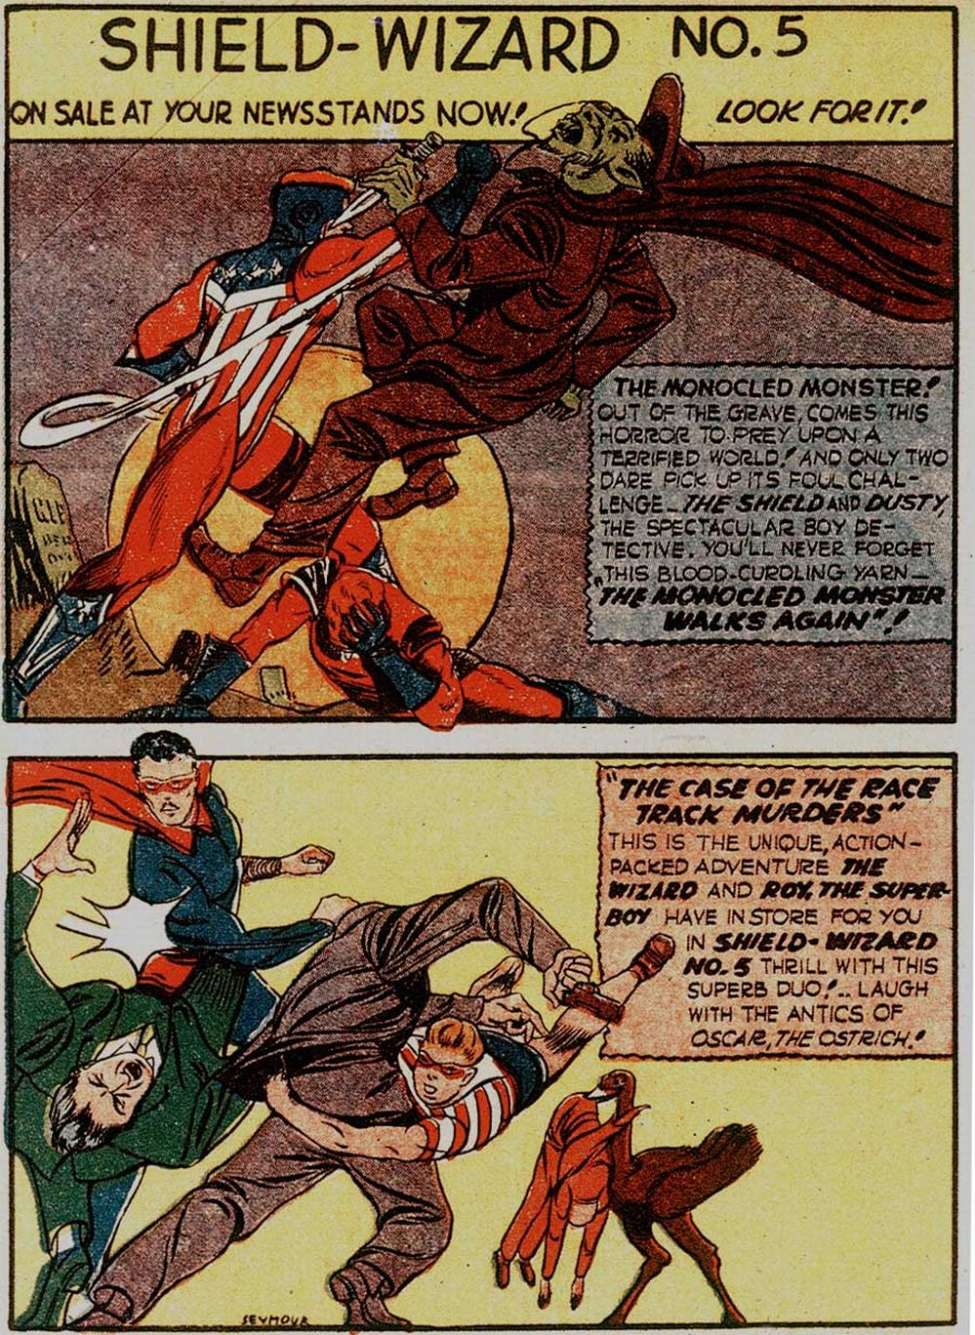 SHIELD-WIZARD NO. 5
ON SALE AT YOUR NEWSSTANDS NOW! LOOK FOR IT!
THE MONOCLED MONSTER!
OUT OF THE GRAVE, COMES THIS
HORROR TO PREY UPON A
TERRIFIED WORLD! AND ONLY TWO
DARE PICK UP ITS FOUL CHAL-
LENGE - THE SHIELD AND DUSTY,
THE SPECTACULAR BOY DE-
TECTIVE. YOU'LL NEVER FORGET
THIS BLOOD-CURDLING YARN -
"THE MONOCLED MONSTER
WALKS AGAIN"!
"THE CASE OF THE RACE
TRACK MURDERS"
THIS IS THE UNIQUE, ACTION-
PACKED ADVENTURE THE
WIZARD AND ROY, THE SUPER-
BOY HAVE IN STORE FOR YOU
IN SHIELD-WIZARD
NO. 5 THRILL WITH THIS
SUPERB DUO!.. LAUGH
WITH THE ANTICS OF
OSCAR, THE OSTRICH!
SEYMOUR